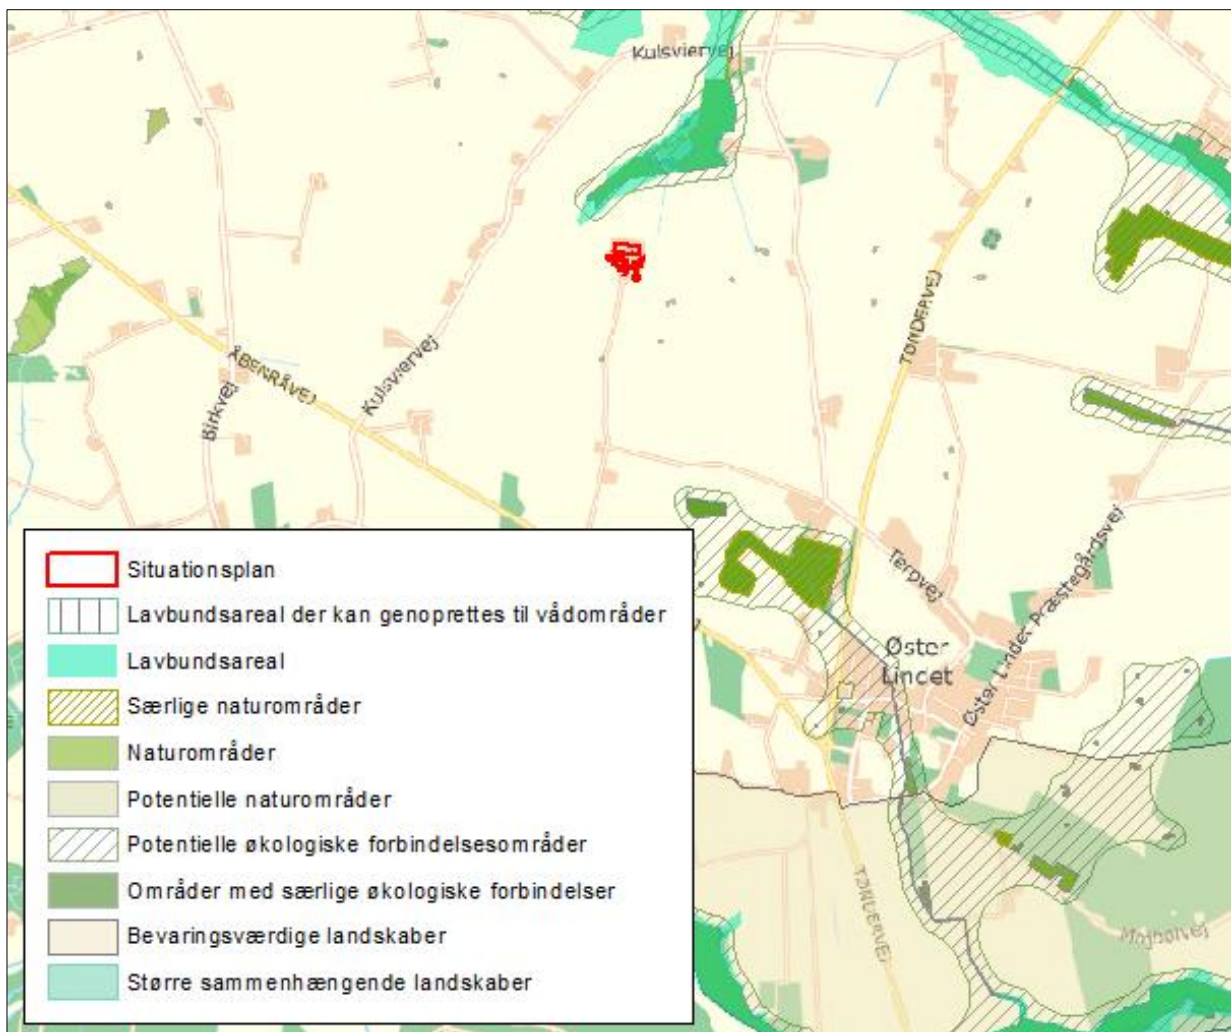 Kulsviervej
TØNDERVEJ
ÅBENRÅVEJ
Kulsviervej
Birkvej
Terpvej
Øster Lindet Præstegårdsvej
Øster
Lindet
TØNDERVEJ
Mojbølvej
Situationsplan
Lavbundsareal der kan genoprettes til vådområder
Lavbundsareal
Særlige naturområder
Naturområder
Potentielle naturområder
Potentielle økologiske forbindelsesområder
Områder med særlige økologiske forbindelser
Bevaringsværdige landskaber
Større sammenhængende landskaber